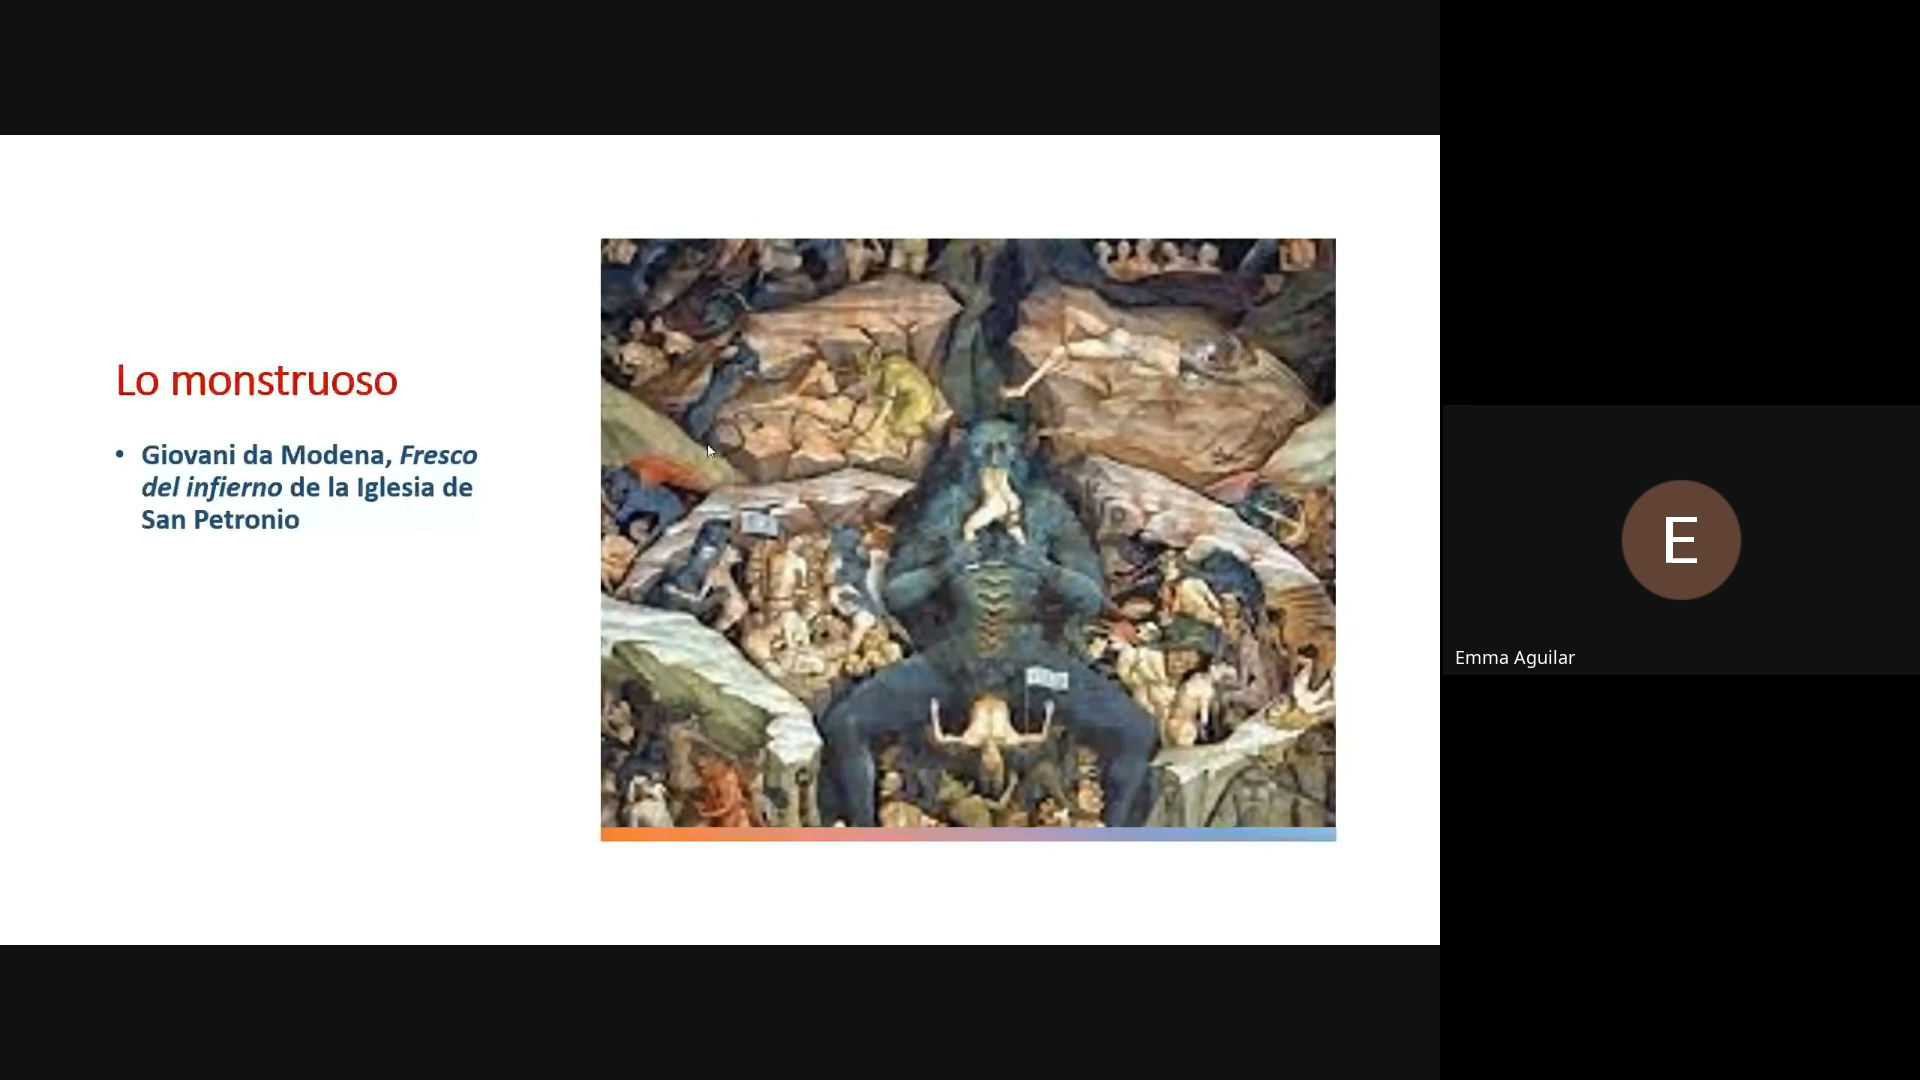 Lo monstruoso
• Giovani da Modena, Fresco
del infierno de la Iglesia de
San Petronio
E
Emma Aguilar